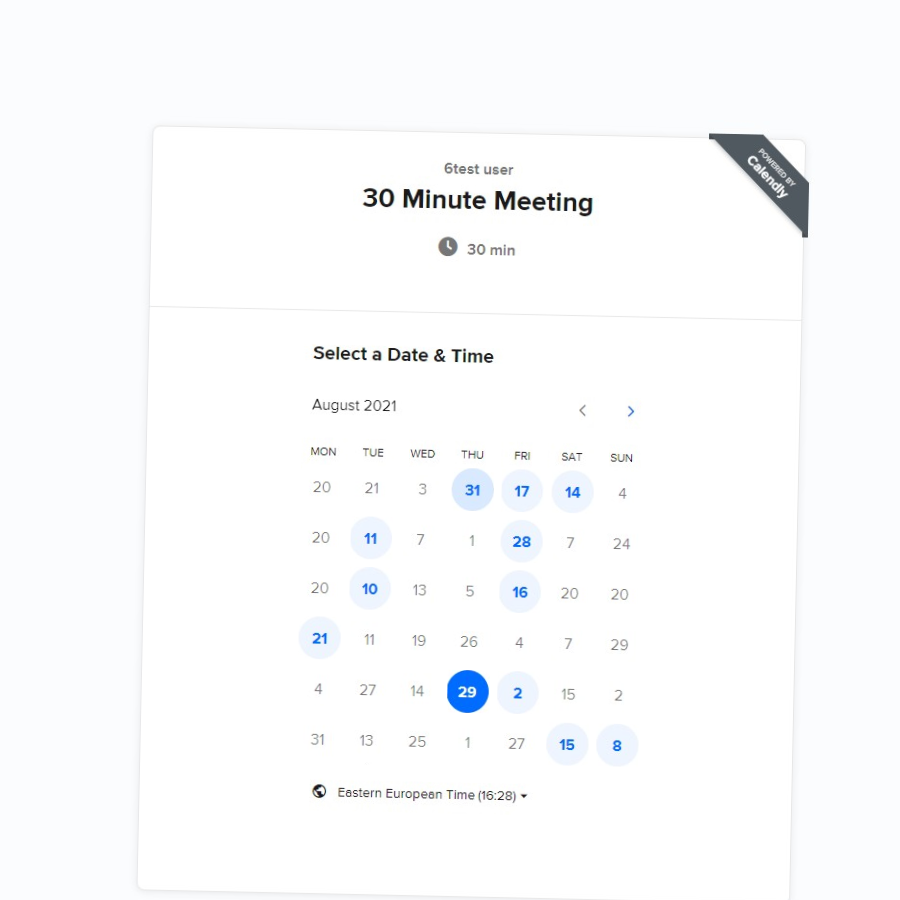 POWERED BY
Calendly
6test user
30 Minute Meeting
30 min
Select a Date & Time
August 2021
MON TUE WED THU FRI SAT SUN
20 21 3 31 17 14 4
20 11 7 1 28 7 24
20 10 13 5 16 20 20
21 11 19 26 4 7 29
4 27 14 29 2 15 2
31 13 25 1 27 15 8
Eastern European Time (16:28)